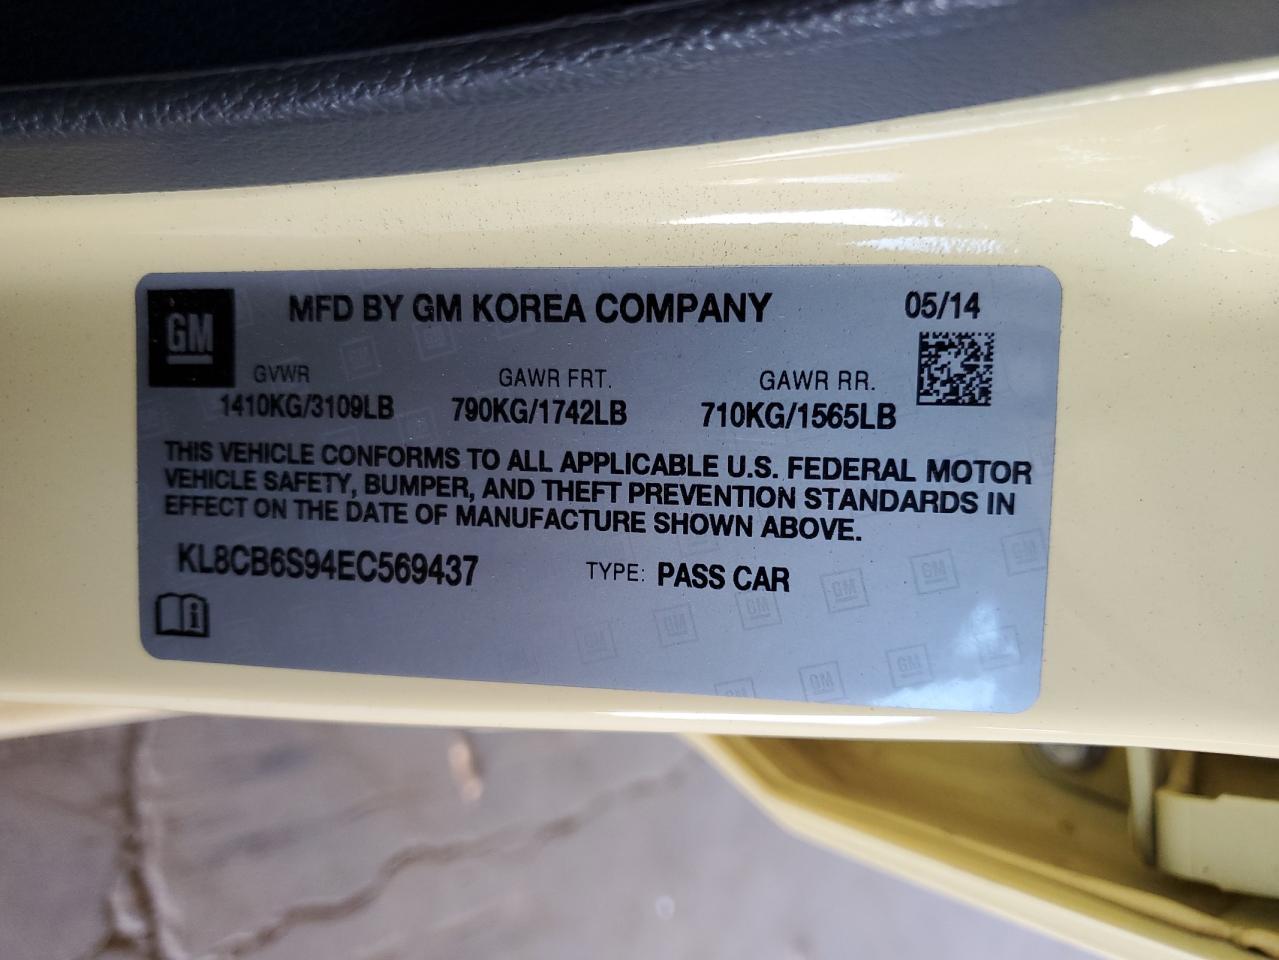 GM
MFD BY GM KOREA COMPANY 05/14
GVWR GAWR FRT. GAWR RR.
1410KG/3109LB 790KG/1742LB 710KG/1565LB
THIS VEHICLE CONFORMS TO ALL APPLICABLE U.S. FEDERAL MOTOR
VEHICLE SAFETY, BUMPER, AND THEFT PREVENTION STANDARDS IN
EFFECT ON THE DATE OF MANUFACTURE SHOWN ABOVE.
KL8CB6S94EC569437 TYPE: PASS CAR
i